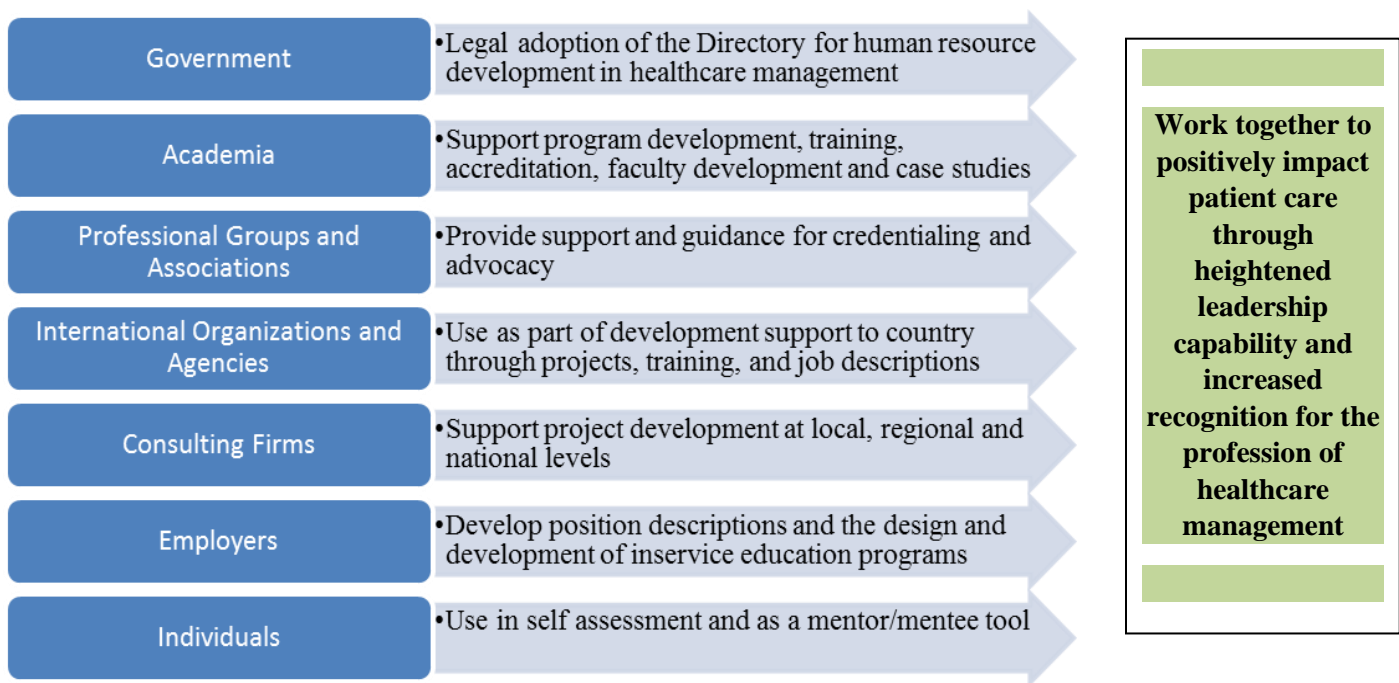 Government
•Legal adoption of the Directory for human resource
development in healthcare management
Academia
•Support program development, training,
accreditation, faculty development and case studies
Professional Groups and
Associations
•Provide support and guidance for credentialing and
advocacy
International Organizations and
Agencies
•Use as part of development support to country
through projects, training, and job descriptions
Consulting Firms
•Support project development at local, regional and
national levels
Employers
•Develop position descriptions and the design and
development of inservice education programs
Individuals
•Use in self assessment and as a mentor/mentee tool
Work together to
positively impact
patient care
through
heightened
leadership
capability and
increased
recognition for the
profession of
healthcare
management